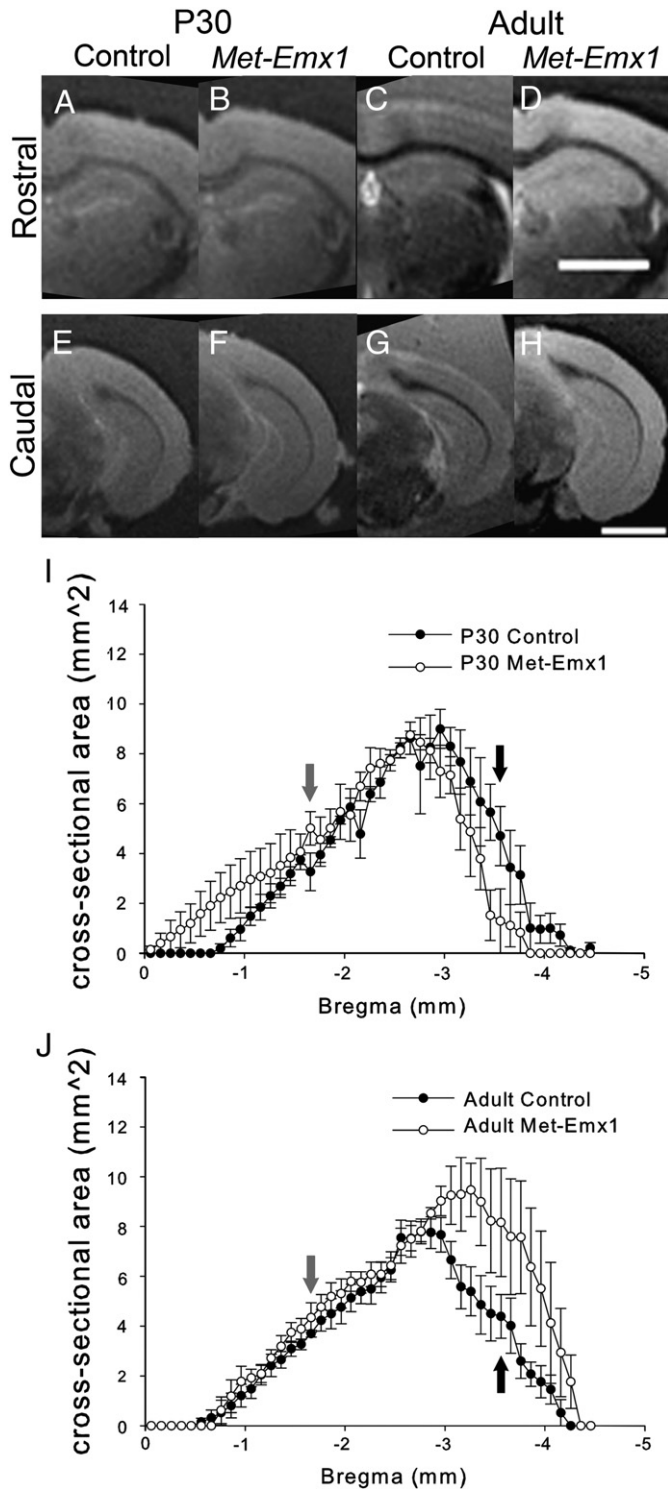 P30 Adult
Control Met-Emx1 Control Met-Emx1
Rostral
A B C D
Caudal
E F G H
I
cross-sectional area (mm^2)
14
12
10
8
6
4
2
0
P30 Control
P30 Met-Emx1
0 -1 -2 -3 -4 -5
Bregma (mm)
J
cross-sectional area (mm^2)
14
12
10
8
6
4
2
0
Adult Control
Adult Met-Emx1
0 -1 -2 -3 -4 -5
Bregma (mm)